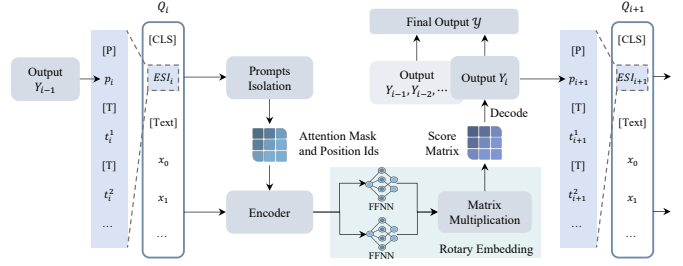 Q_i
Q_{i+1}
Output
Y_{i-1}
[P]
p_i
[T]
t_i^1
[T]
t_i^2
...
[CLS]
ESI_i
[Text]
x_0
x_1
...
Prompts
Isolation
Attention Mask
and Position Ids
Encoder
FFNN
FFNN
Matrix
Multiplication
Rotary Embedding
Score
Matrix
Decode
Final Output 𝒴
Output
Y_{i-1}, Y_{i-2}, ...
Output Y_i
[P]
p_{i+1}
[T]
t_{i+1}^1
[T]
t_{i+1}^2
...
[CLS]
ESI_{i+1}
[Text]
x_0
x_1
...